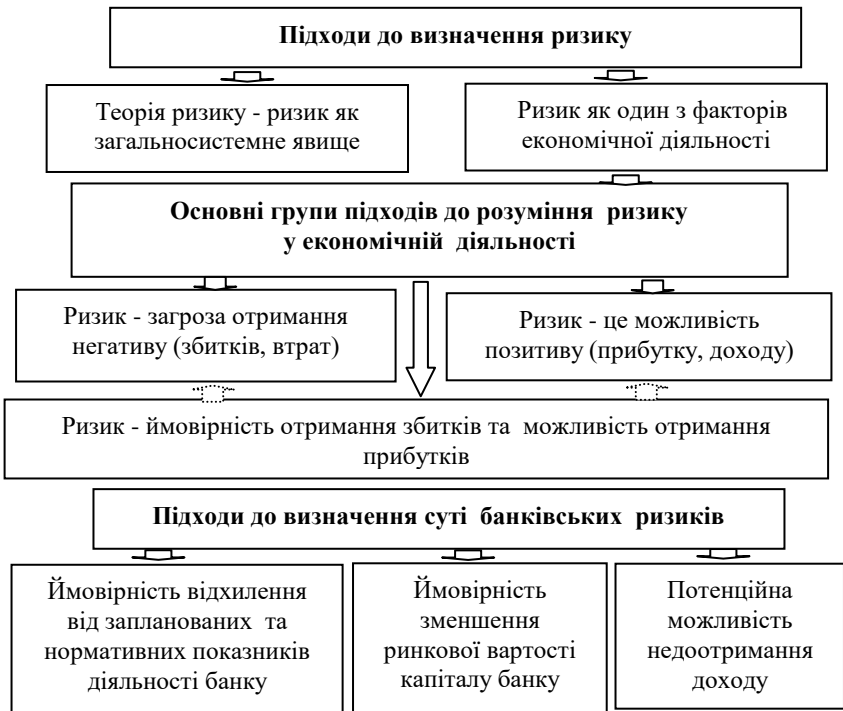 Підходи до визначення ризику
Теорія ризику - ризик як
загальносистемне явище
Ризик як один з факторів
економічної діяльності
Основні групи підходів до розуміння ризику
у економічній діяльності
Ризик - загроза отримання
негативу (збитків, втрат)
Ризик - це можливість
позитиву (прибутку, доходу)
Ризик - ймовірність отримання збитків та можливість отримання
прибутків
Підходи до визначення суті банківських ризиків
Ймовірність відхилення
від запланованих та
нормативних показників
діяльності банку
Ймовірність
зменшення
ринкової вартості
капіталу банку
Потенційна
можливість
недоотримання
доходу